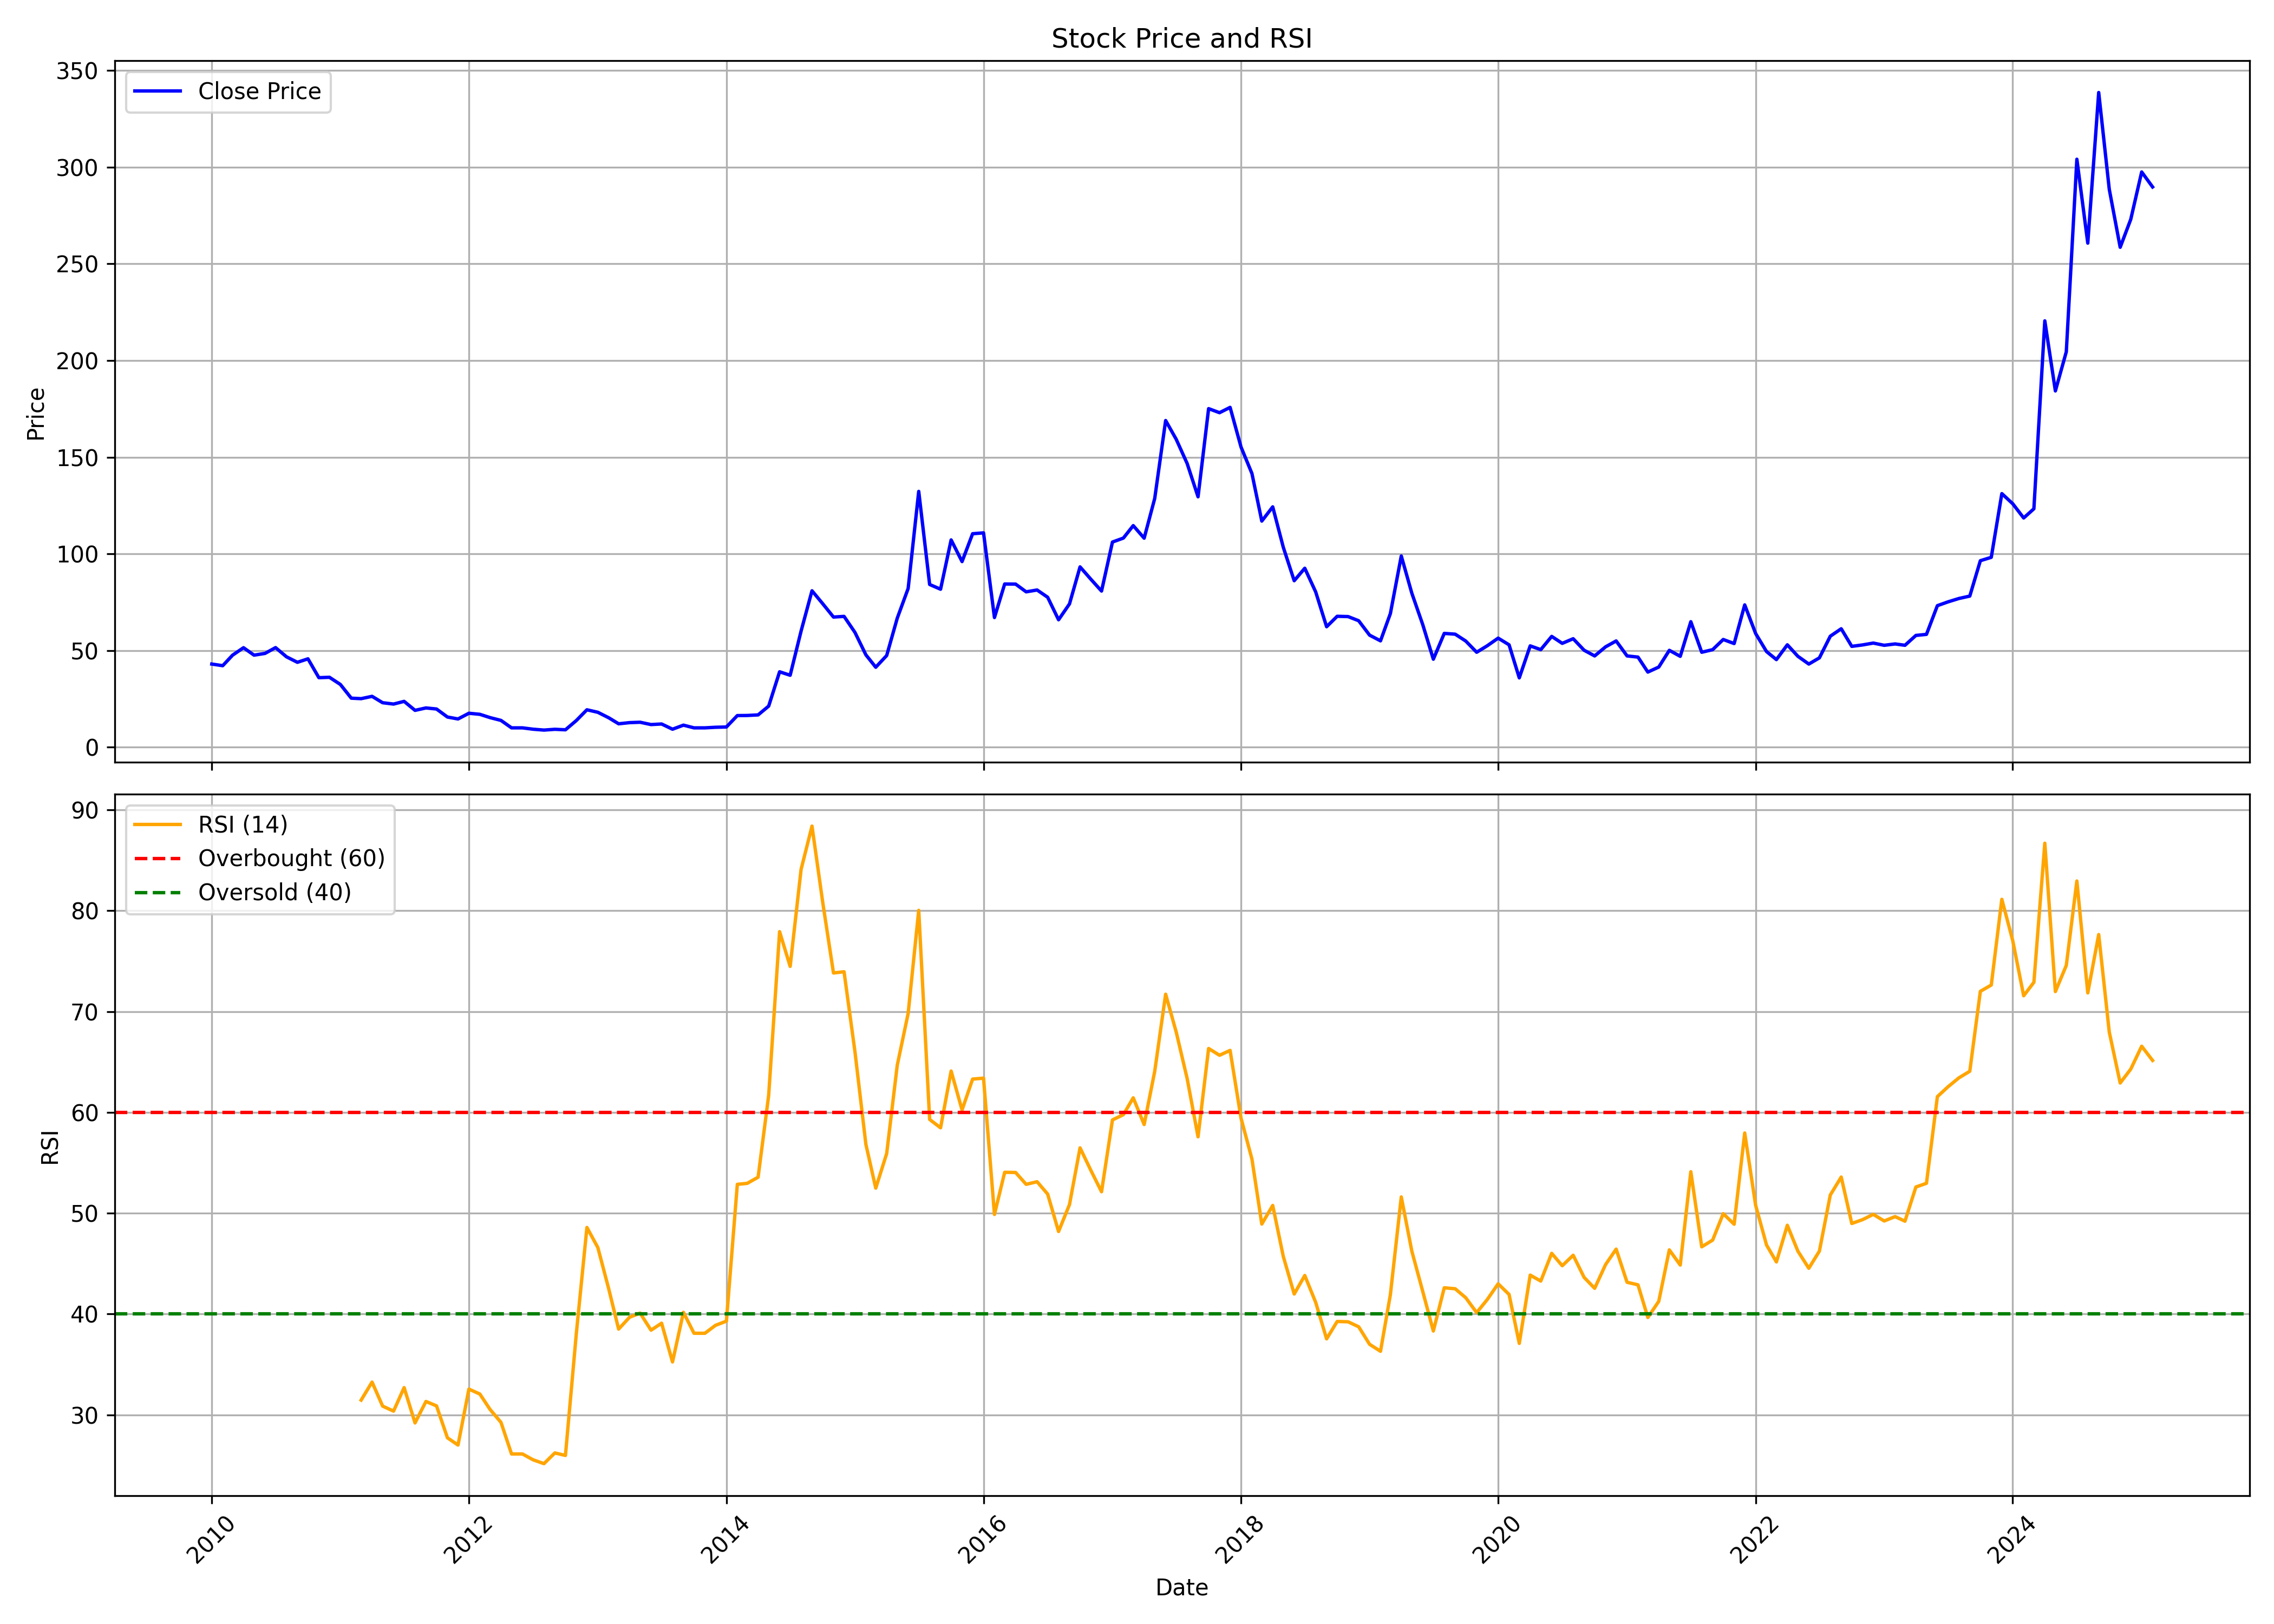 Stock Price and RSI
350
300
250
200
150
100
50
0
Price
Close Price
90
80
70
60
50
40
30
RSI
RSI (14)
Overbought (60)
Oversold (40)
2010
2012
2014
2016
2018
2020
2022
2024
Date